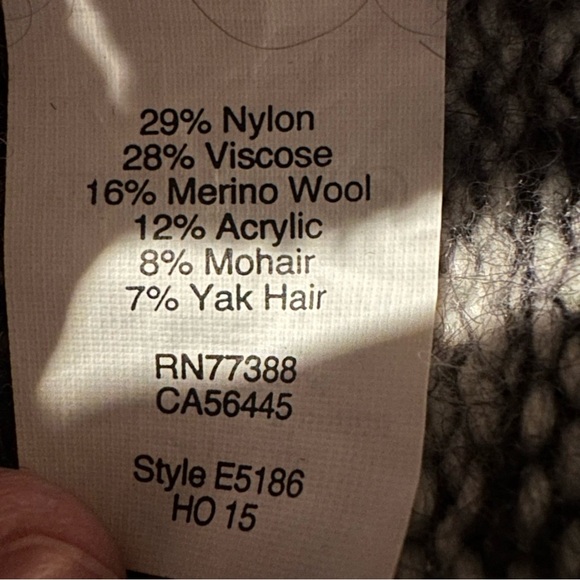 29% Nylon
28% Viscose
16% Merino Wool
12% Acrylic
8% Mohair
7% Yak Hair
RN77388
CA56445
Style E5186
HO 15